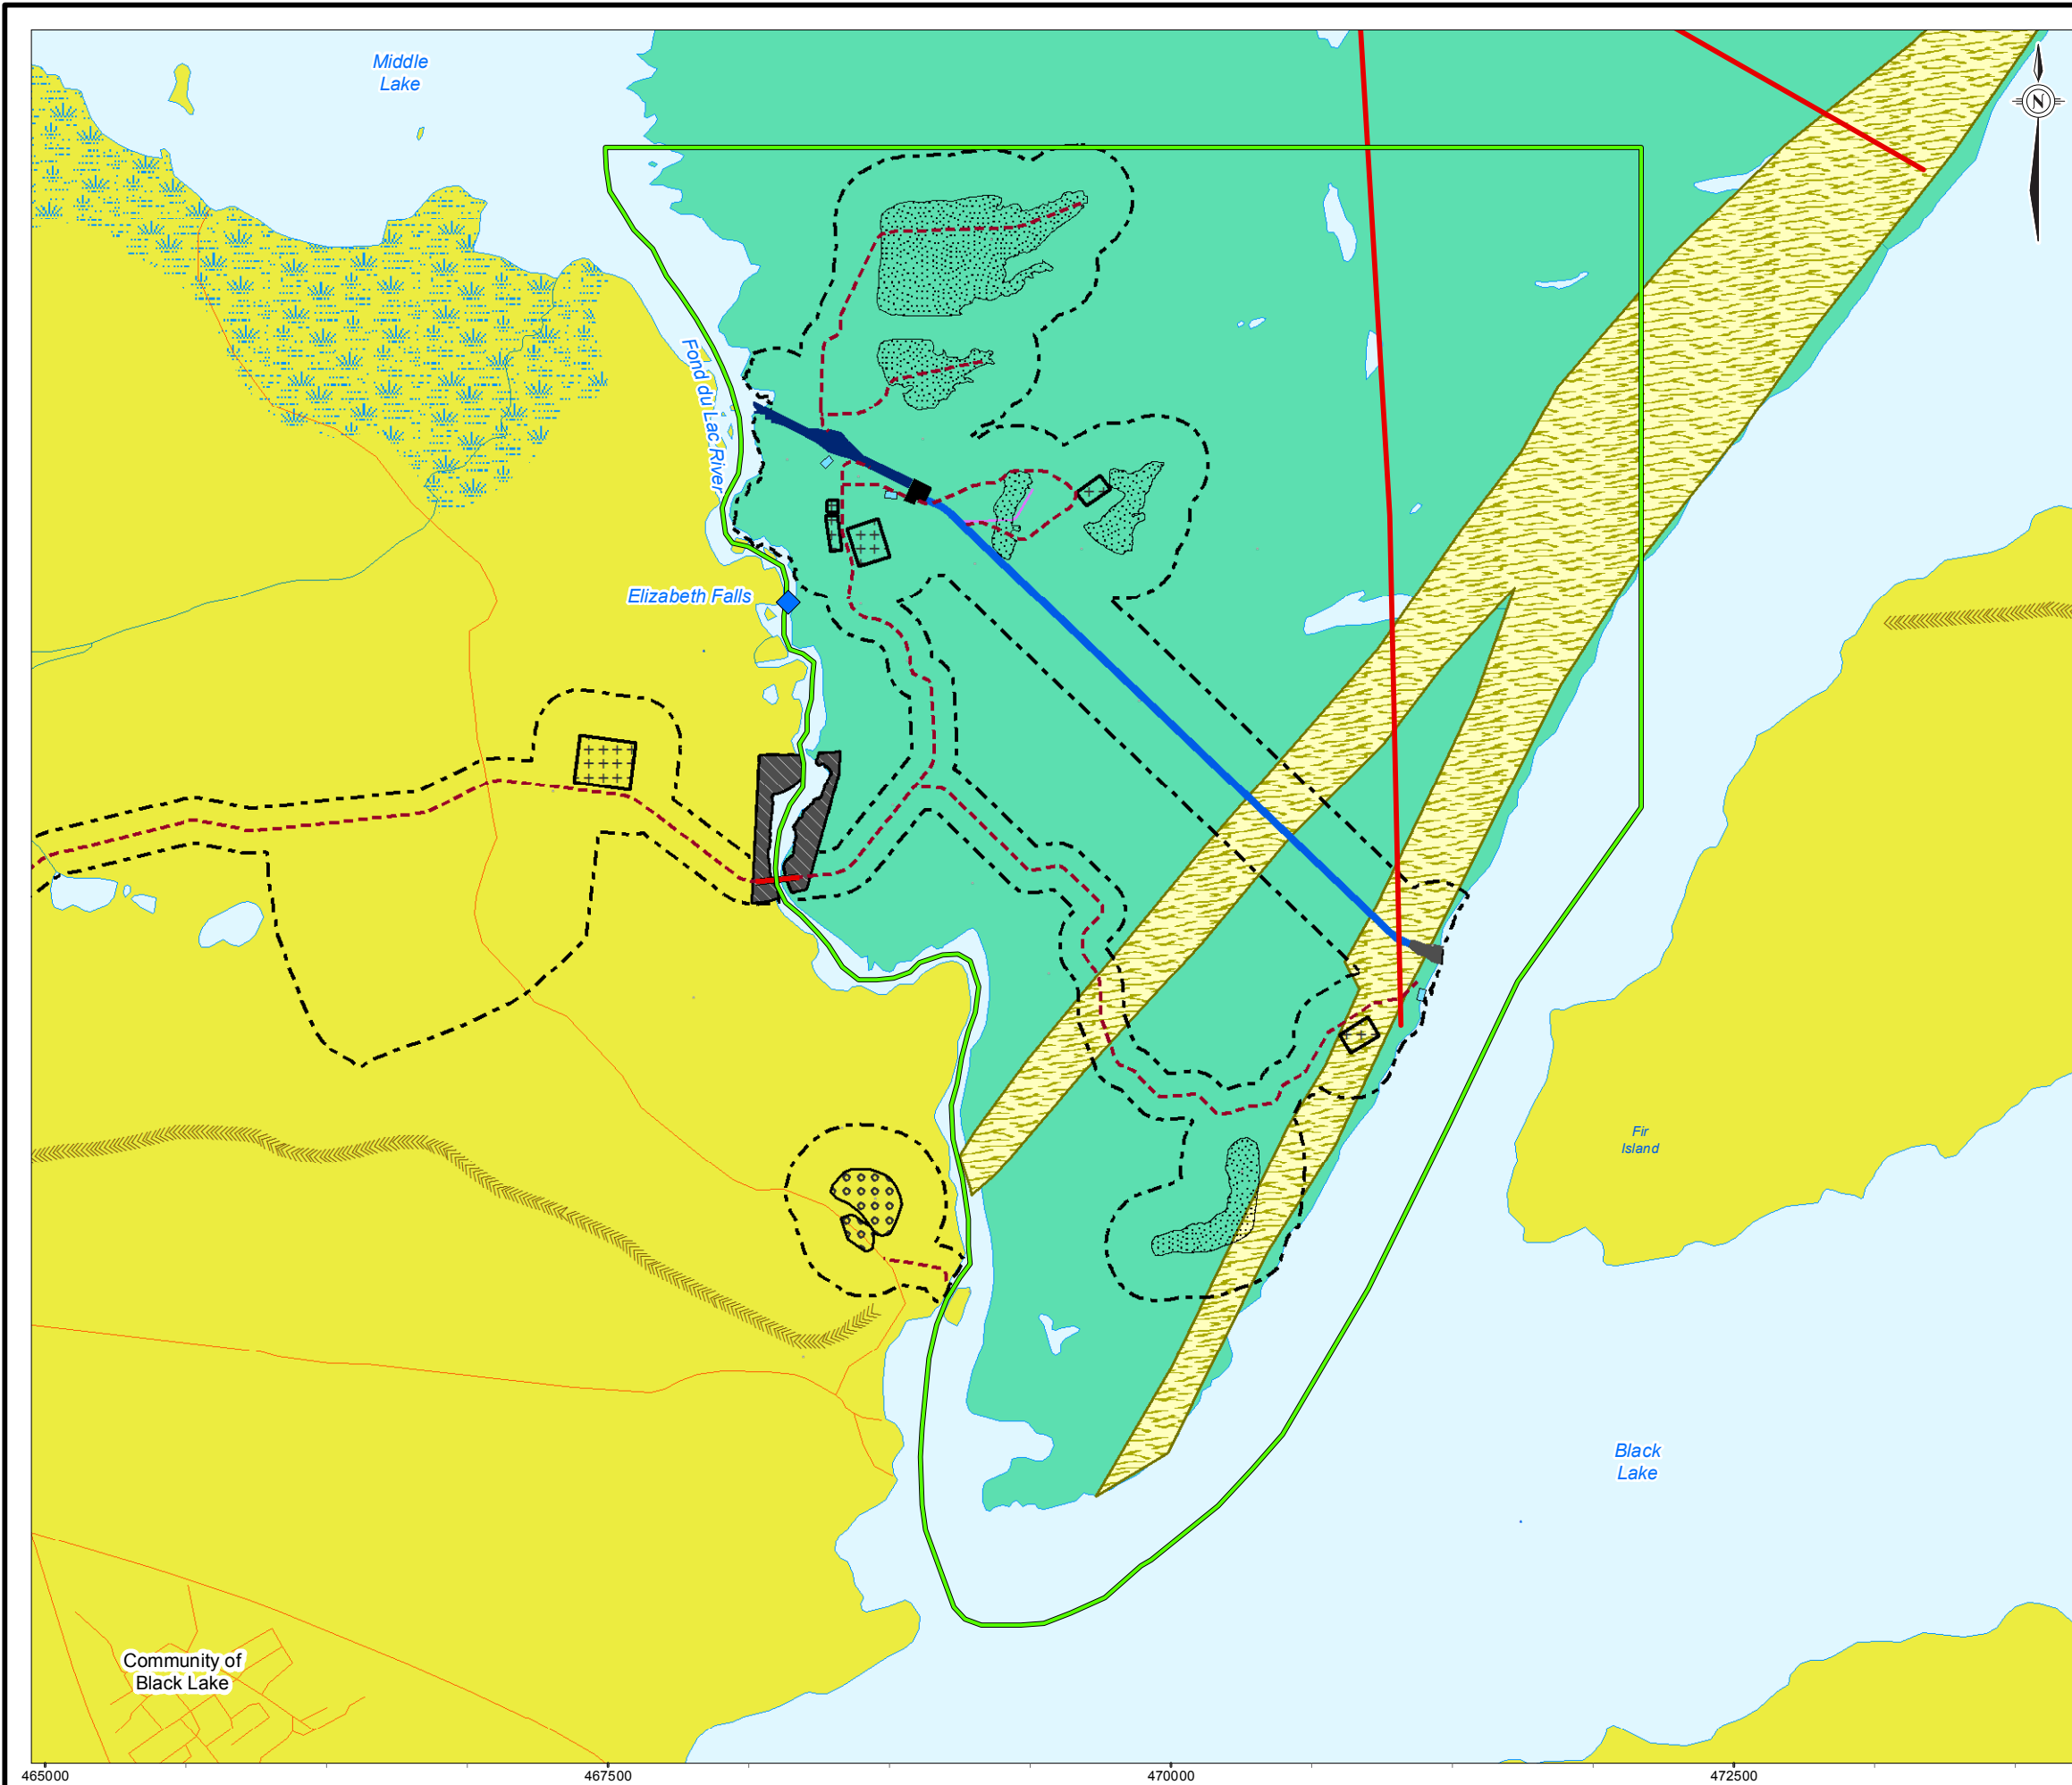 Middle
Lake
N
Fond du Lac River
Elizabeth Falls
Fir
Island
Black
Lake
Community of
Black Lake
465000
467500
470000
472500